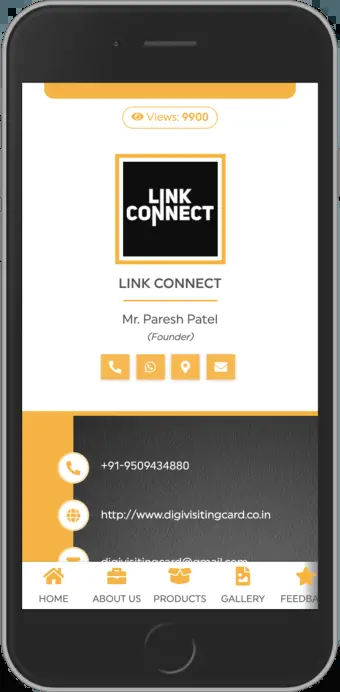 Views: 9900
LINK
CONNECT
LINK CONNECT
Mr. Paresh Patel
(Founder)
+91-9509434880
http://www.digivisitingcard.co.in
digivisitingcard@gmail.com
HOME ABOUT US PRODUCTS GALLERY FEEDBA